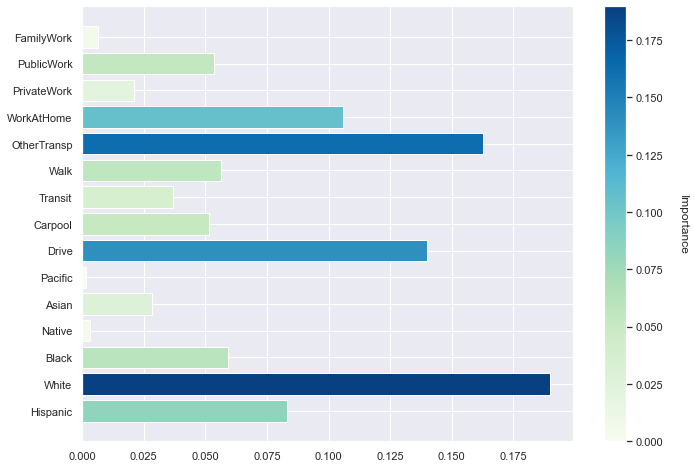 FamilyWork
PublicWork
PrivateWork
WorkAtHome
OtherTransp
Walk
Transit
Carpool
Drive
Pacific
Asian
Native
Black
White
Hispanic
0.000 0.025 0.050 0.075 0.100 0.125 0.150 0.175
0.175
0.150
0.125
0.100
0.075
0.050
0.025
0.000
Importance